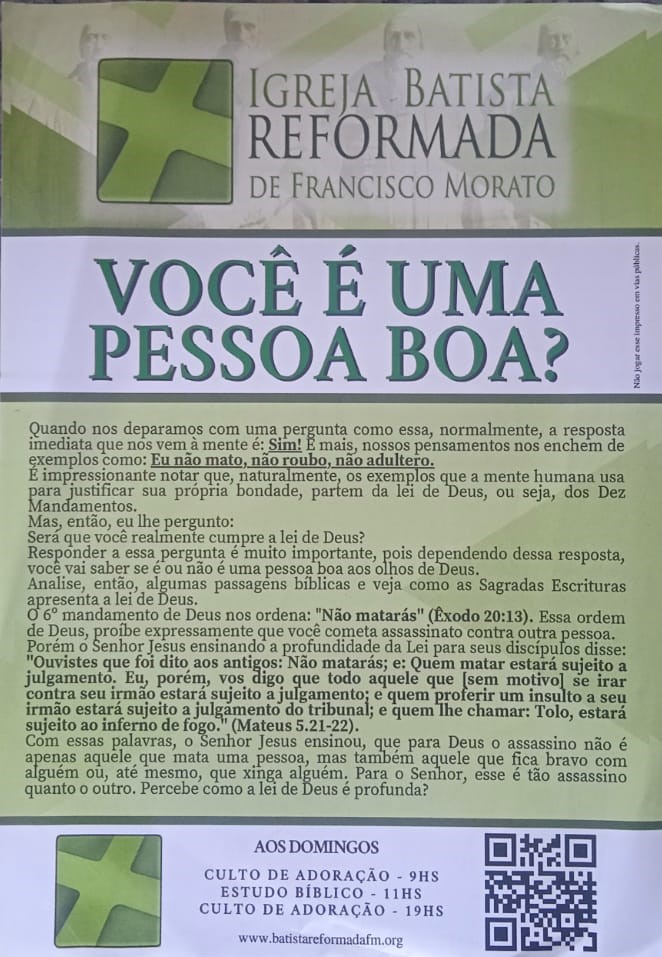 IGREJA BATISTA
REFORMADA
DE FRANCISCO MORATO
VOCÊ É UMA
PESSOA BOA?
Não jogar esse impresso em vias públicas.
Quando nos deparamos com uma pergunta como essa, normalmente, a resposta
imediata que nos vem à mente é: Sim! E mais, nossos pensamentos nos enchem de
exemplos como: Eu não mato, não roubo, não adultero.
É impressionante notar que, naturalmente, os exemplos que a mente humana usa
para justificar sua própria bondade, partem da lei de Deus, ou seja, dos Dez
Mandamentos.
Mas, então, eu lhe pergunto:
Será que você realmente cumpre a lei de Deus?
Responder a essa pergunta é muito importante, pois dependendo dessa resposta,
você vai saber se é ou não é uma pessoa boa aos olhos de Deus.
Analise, então, algumas passagens bíblicas e veja como as Sagradas Escrituras
apresenta a lei de Deus.
O 6º mandamento de Deus nos ordena: "Não matarás" (Êxodo 20:13). Essa ordem
de Deus, proíbe expressamente que você cometa assassinato contra outra pessoa.
Porém o Senhor Jesus ensinando a profundidade da Lei para seus discípulos disse:
"Ouvistes que foi dito aos antigos: Não matarás; e: Quem matar estará sujeito a
julgamento. Eu, porém, vos digo que todo aquele que [sem motivo] se irar
contra seu irmão estará sujeito a julgamento; e quem proferir um insulto a seu
irmão estará sujeito a julgamento do tribunal; e quem lhe chamar: Tolo, estará
sujeito ao inferno de fogo." (Mateus 5.21-22).
Com essas palavras, o Senhor Jesus ensinou, que para Deus o assassino não é
apenas aquele que mata uma pessoa, mas também aquele que fica bravo com
alguém ou, até mesmo, que xinga alguém. Para o Senhor, esse é tão assassino
quanto o outro. Percebe como a lei de Deus é profunda?
AOS DOMINGOS
CULTO DE ADORAÇÃO - 9HS
ESTUDO BÍBLICO - 11HS
CULTO DE ADORAÇÃO - 19HS
www.batistareformadafm.org